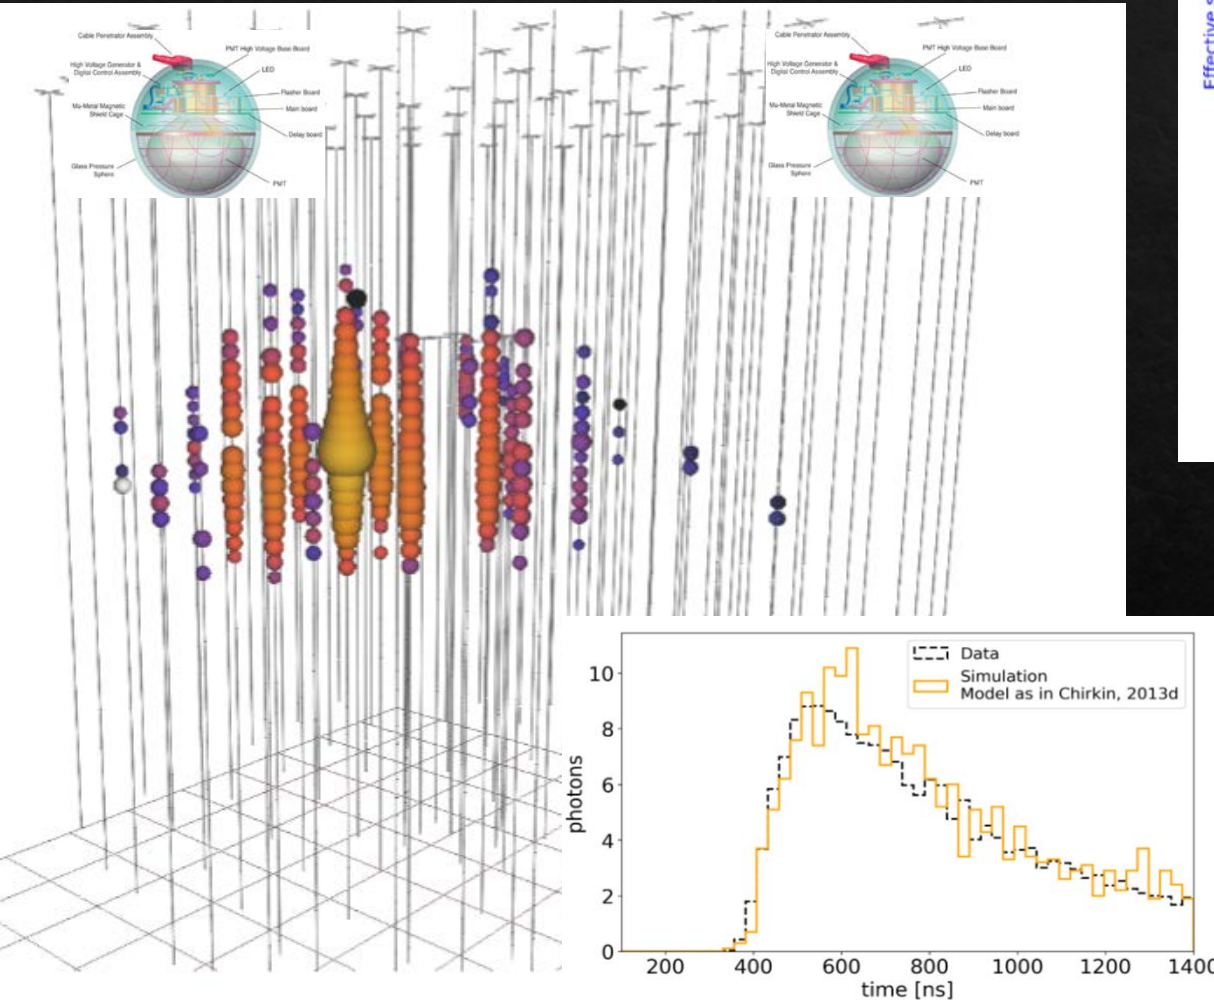 Cable Penetrator Assembly
PMT High Voltage Base Board
High Voltage Generator &
Digital Control Assembly
LED
Flasher Board
Mu-Metal Magnetic
Shield Cage
Main board
Delay board
Glass Pressure
Sphere
PMT
Cable Penetrator Assembly
PMT High Voltage Base Board
High Voltage Generator &
Digital Control Assembly
LED
Flasher Board
Mu-Metal Magnetic
Shield Cage
Main board
Delay board
Glass Pressure
Sphere
PMT
Effective s
Data
Simulation
Model as in Chirkin, 2013d
photons
10
8
6
4
2
0
200 400 600 800 1000 1200 1400
time [ns]